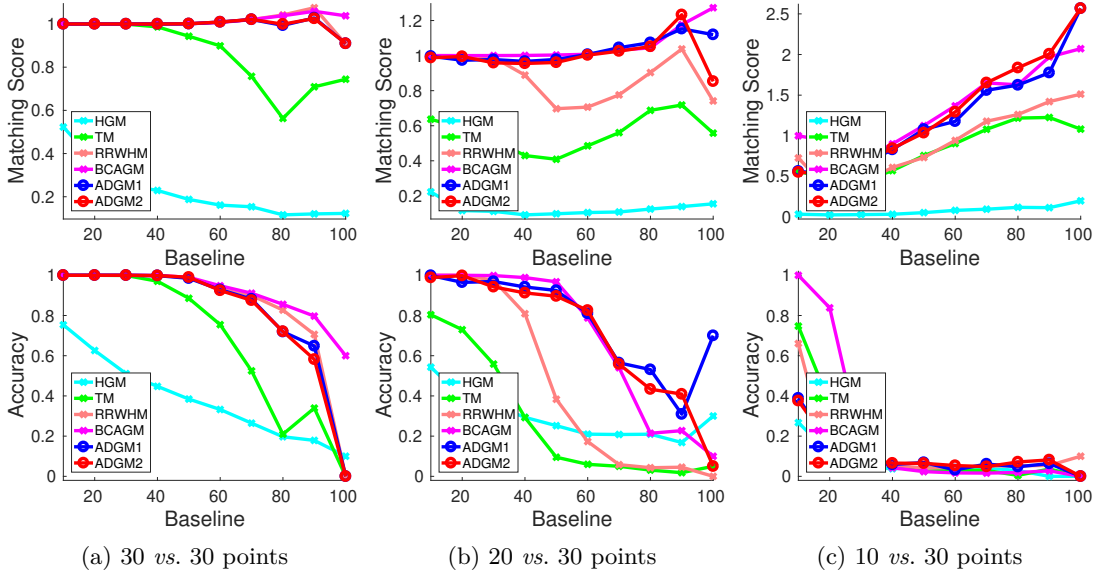 Matching Score
1
0.8
0.6
0.4
0.2
HGM
TM
RRWHM
BCAGM
ADGM1
ADGM2
20 40 60 80 100
Baseline
Matching Score
1.2
1
0.8
0.6
0.4
0.2
HGM
TM
RRWHM
BCAGM
ADGM1
ADGM2
20 40 60 80 100
Baseline
Matching Score
2.5
2
1.5
1
0.5
0
HGM
TM
RRWHM
BCAGM
ADGM1
ADGM2
20 40 60 80 100
Baseline
Accuracy
1
0.8
0.6
0.4
0.2
0
HGM
TM
RRWHM
BCAGM
ADGM1
ADGM2
20 40 60 80 100
Baseline
Accuracy
1
0.8
0.6
0.4
0.2
0
HGM
TM
RRWHM
BCAGM
ADGM1
ADGM2
20 40 60 80 100
Baseline
Accuracy
1
0.8
0.6
0.4
0.2
0
HGM
TM
RRWHM
BCAGM
ADGM1
ADGM2
20 40 60 80 100
Baseline
(a) 30 vs. 30 points
(b) 20 vs. 30 points
(c) 10 vs. 30 points